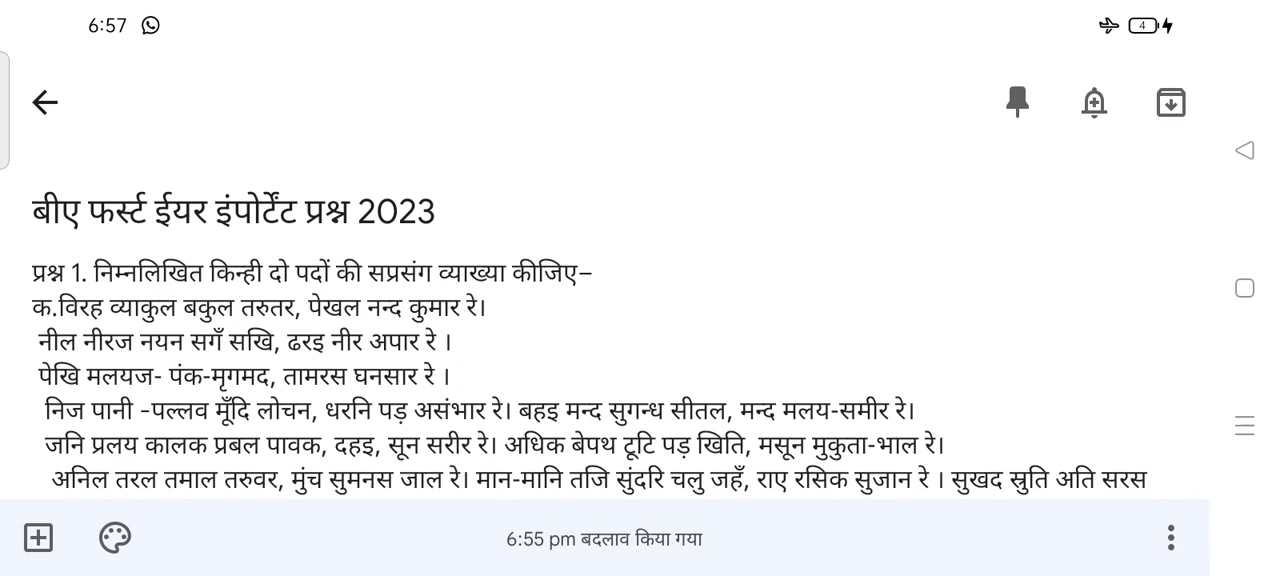 6:57
4
बीए फर्स्ट ईयर इंपोर्टेंट प्रश्न 2023
प्रश्न 1. निम्नलिखित किन्ही दो पदों की सप्रसंग व्याख्या कीजिए–
क.विरह व्याकुल बकुल तरुतर, पेखल नन्द कुमार रे।
नील नीरज नयन सगँ सखि, ढरइ नीर अपार रे ।
पेखि मलयज- पंक-मृगमद, तामरस घनसार रे ।
निज पानी -पल्लव मूँदि लोचन, धरनि पड़ असंभार रे। बहइ मन्द सुगन्ध सीतल, मन्द मलय-समीर रे।
जनि प्रलय कालक प्रबल पावक, दहइ, सून सरीर रे। अधिक बेपथ टूटि पड़ खिति, मसून मुकुता-भाल रे।
अनिल तरल तमाल तरुवर, मुंच सुमनस जाल रे। मान-मानि तजि सुंदरि चलु जहँ, राए रसिक सुजान रे । सुखद स्रुति अति सरस
6:55 pm बदलाव किया गया